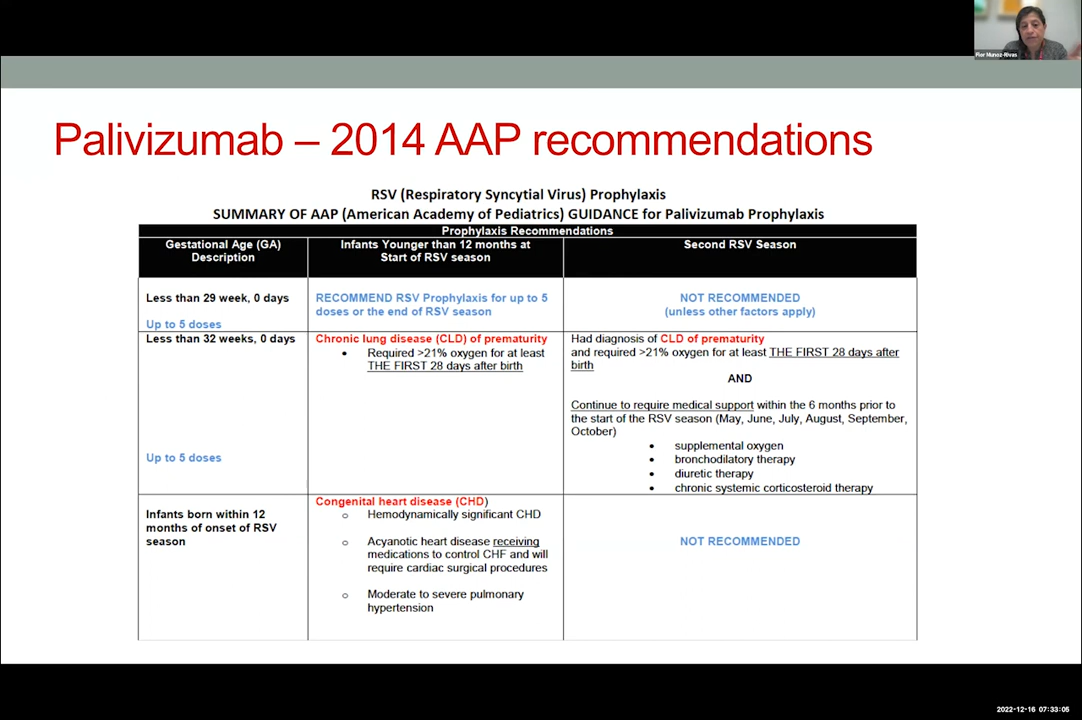 Flor Munoz-Rivas
Palivizumab – 2014 AAP recommendations
RSV (Respiratory Syncytial Virus) Prophylaxis
SUMMARY OF AAP (American Academy of Pediatrics) GUIDANCE for Palivizumab Prophylaxis
Prophylaxis Recommendations
Gestational Age (GA)
Description
Infants Younger than 12 months at
Start of RSV season
Second RSV Season
Less than 29 week, 0 days
Up to 5 doses
RECOMMEND RSV Prophylaxis for up to 5
doses or the end of RSV season
NOT RECOMMENDED
(unless other factors apply)
Less than 32 weeks, 0 days
Up to 5 doses
Chronic lung disease (CLD) of prematurity
• Required >21% oxygen for at least
THE FIRST 28 days after birth
Had diagnosis of CLD of prematurity
and required >21% oxygen for at least THE FIRST 28 days after
birth
AND
Continue to require medical support within the 6 months prior to
the start of the RSV season (May, June, July, August, September,
October)
• supplemental oxygen
• bronchodilatory therapy
• diuretic therapy
• chronic systemic corticosteroid therapy
Infants born within 12
months of onset of RSV
season
Congenital heart disease (CHD)
o Hemodynamically significant CHD
o Acyanotic heart disease receiving
medications to control CHF and will
require cardiac surgical procedures
o Moderate to severe pulmonary
hypertension
NOT RECOMMENDED
2022-12-16 07:33:05